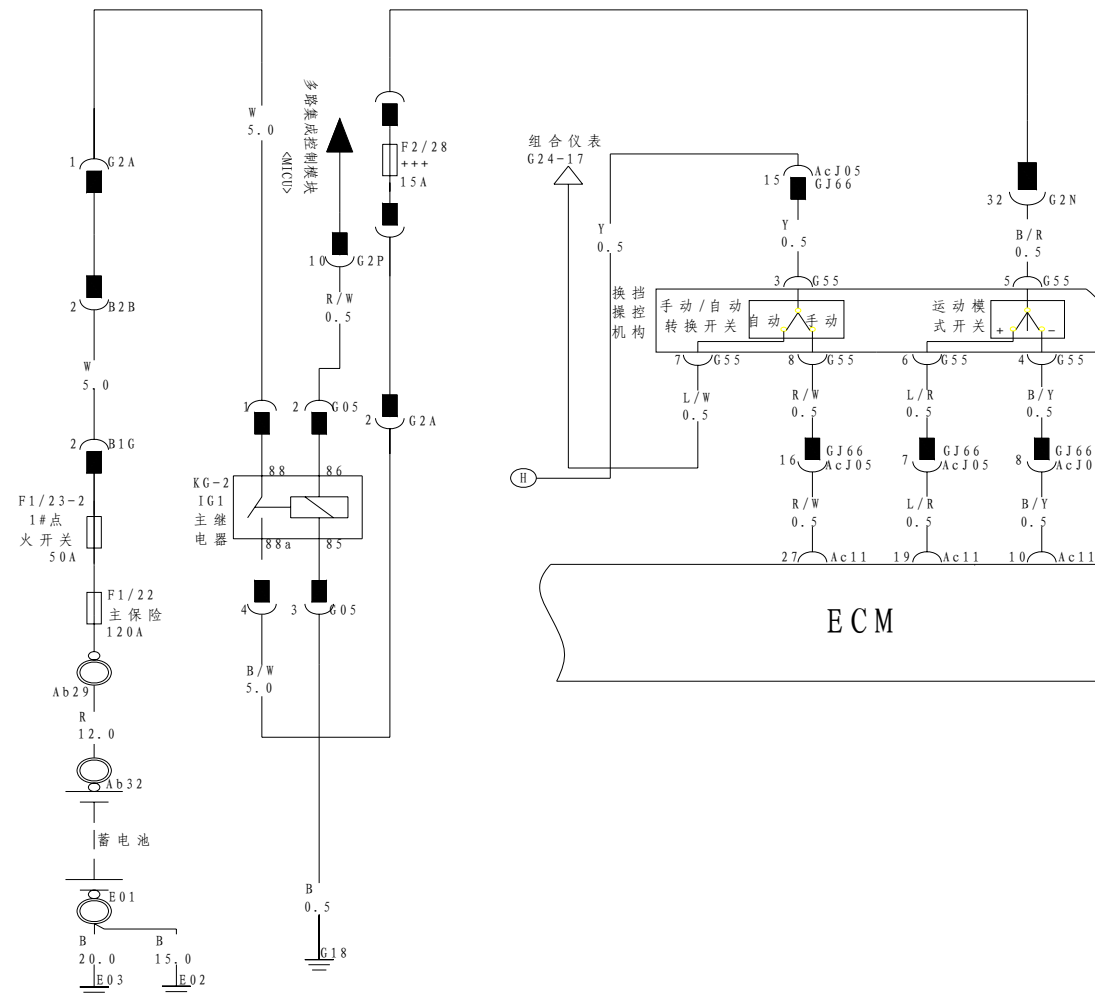 W
5.0
1 G2A
2 B2B
W
5.0
2 B1G
F1/23-2
1#点
火开关
50A
F1/22
主保险
120A
Ab29
R
12.0
Ab32
蓄电池
E01
B
20.0
E03
B
15.0
E02
多路集成控制模块
<MICU>
10 G2P
R/W
0.5
1
2 G05
88
86
KG-2
IG1
主继
电器
88a
85
4
3 G05
B/W
5.0
B
0.5
G18
F2/28
+++
15A
2 G2A
组合仪表
G24-17
Y
0.5
H
15 AcJ05
GJ66
Y
0.5
3 G55
32 G2N
B/R
0.5
5 G55
换挡
操控
机构
手动/自动
转换开关
自动 手动
运动模
式开关
+ -
7 G55
8 G55
6 G55
4 G55
L/W
0.5
R/W
0.5
L/R
0.5
B/Y
0.5
16 GJ66
AcJ05
7 GJ66
AcJ05
8 GJ66
AcJ0
R/W
0.5
L/R
0.5
B/Y
0.5
27 Ac11
19 Ac11
10 Ac11
ECM